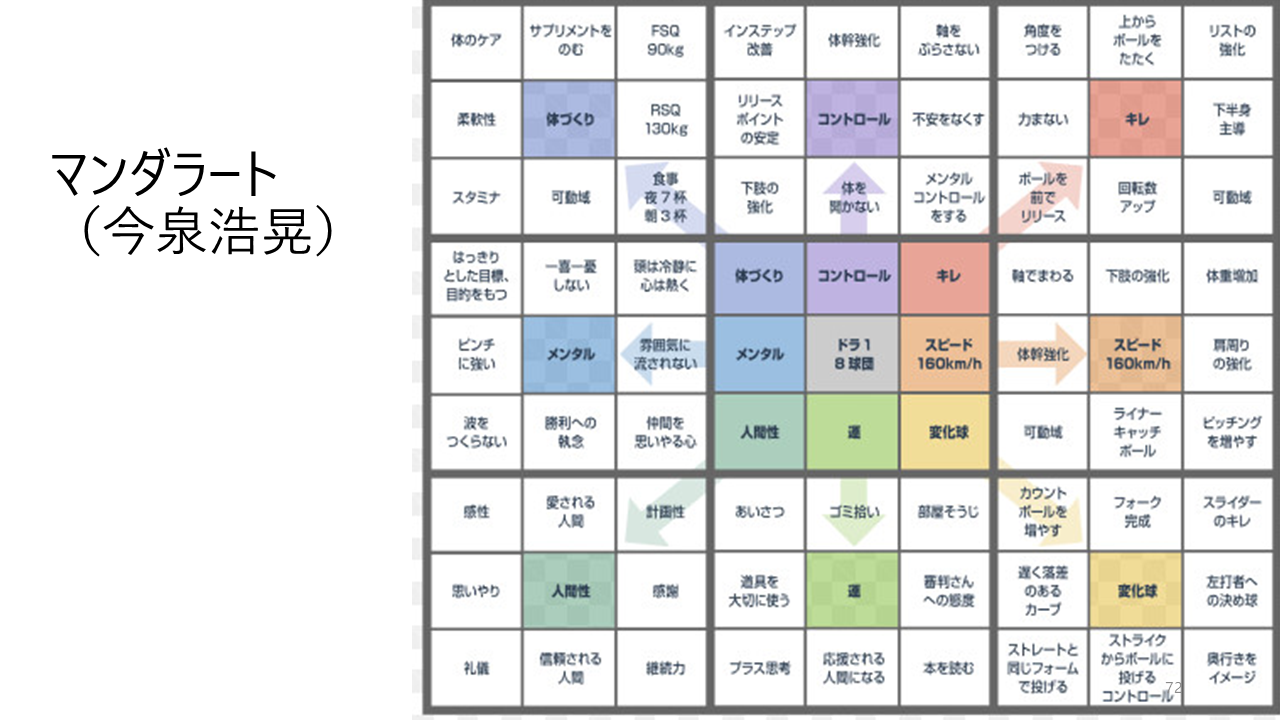 マンダラート
（今泉浩晃）
体のケア
サプリメントを
のむ
FSQ
90kg
インステップ
改善
体幹強化
軸を
ぶらさない
角度を
つける
上から
ボールを
たたく
リストの
強化
柔軟性
体づくり
RSQ
130kg
リリース
ポイント
の安定
コントロール
不安をなくす
力まない
キレ
下半身
主導
スタミナ
可動域
食事
夜７杯
朝３杯
下肢の
強化
体を
開かない
メンタル
コントロール
をする
ボールを
前で
リリース
回転数
アップ
可動域
はっきり
とした目標、
目的をもつ
一喜一憂
しない
頭は冷静に
心は熱く
体づくり
コントロール
キレ
軸でまわる
下肢の強化
体重増加
ピンチ
に強い
メンタル
雰囲気に
流されない
メンタル
ドラ１
８球団
スピード
160km/h
体幹強化
スピード
160km/h
肩周り
の強化
波を
つくらない
勝利への
執念
仲間を
思いやる心
人間性
運
変化球
可動域
ライナー
キャッチ
ボール
ピッチング
を増やす
感性
愛される
人間
計画性
あいさつ
ゴミ拾い
部屋そうじ
カウント
ボールを
増やす
フォーク
完成
スライダー
のキレ
思いやり
人間性
感謝
道具を
大切に使う
運
審判さん
への態度
遅く落差
のある
カーブ
変化球
左打者へ
の決め球
礼儀
信頼される
人間
継続力
プラス思考
応援される
人間になる
本を読む
ストレートと
同じフォーム
で投げる
ストライク
からボールに
投げる
コントロール
奥行きを
イメージ
72